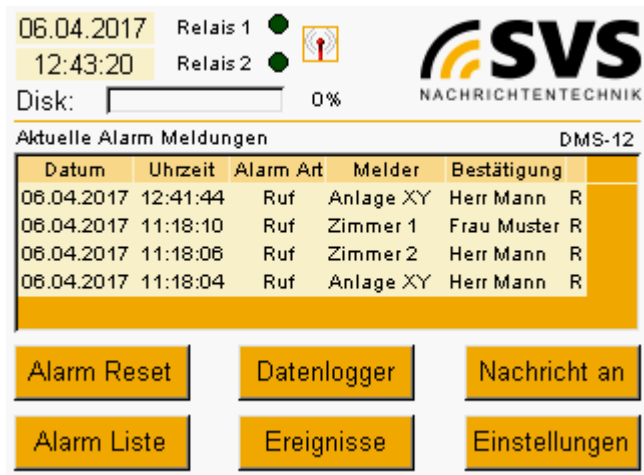 06.04.2017 Relais 1
12:43:20 Relais 2
SVS
NACHRICHTENTECHNIK
Disk: 0%
Aktuelle Alarm Meldungen DMS-12
Datum Uhrzeit Alarm Art Melder Bestätigung
06.04.2017 12:41:44 Ruf Anlage XY Herr Mann R
06.04.2017 11:18:10 Ruf Zimmer 1 Frau Muster R
06.04.2017 11:18:06 Ruf Zimmer 2 Herr Mann R
06.04.2017 11:18:04 Ruf Anlage XY Herr Mann R
Alarm Reset Datenlogger Nachricht an
Alarm Liste Ereignisse Einstellungen